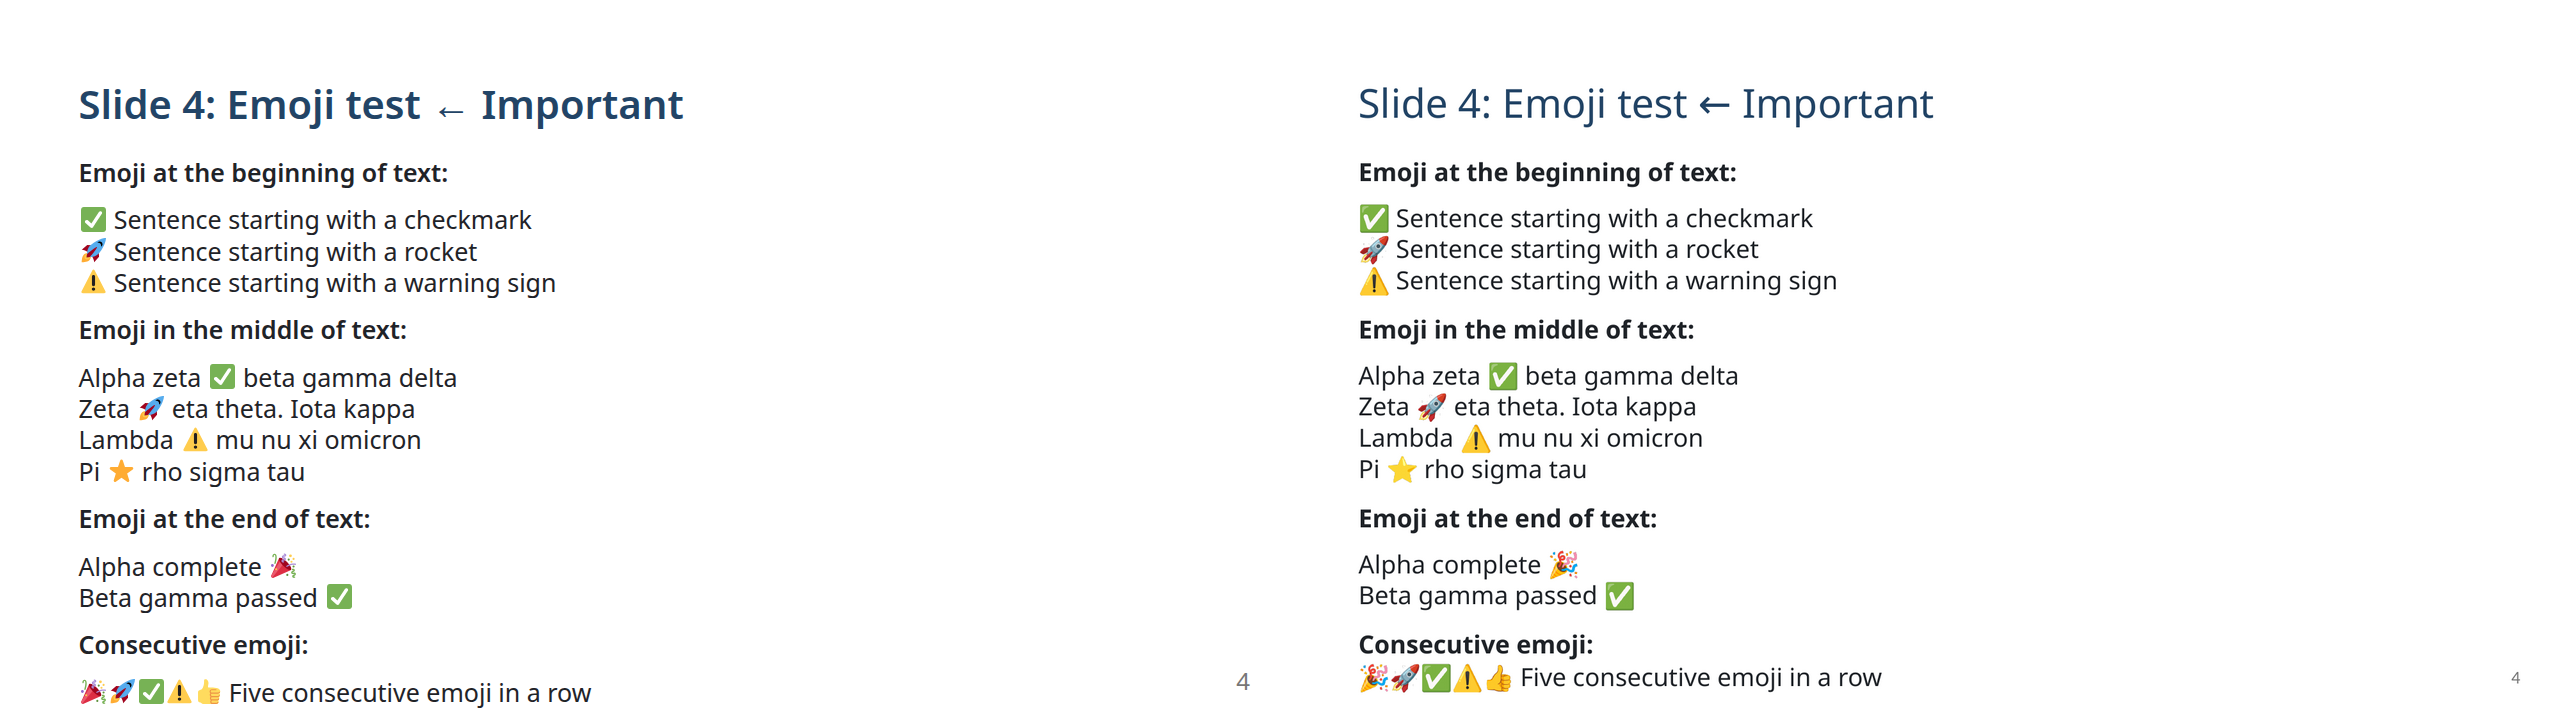 Slide 4: Emoji test ← Important
Emoji at the beginning of text:
✅ Sentence starting with a checkmark
🚀 Sentence starting with a rocket
⚠️ Sentence starting with a warning sign
Emoji in the middle of text:
Alpha zeta ✅ beta gamma delta
Zeta 🚀 eta theta. Iota kappa
Lambda ⚠️ mu nu xi omicron
Pi ⭐ rho sigma tau
Emoji at the end of text:
Alpha complete 🎉
Beta gamma passed ✅
Consecutive emoji:
🎉🚀✅⚠️👍 Five consecutive emoji in a row
4
Slide 4: Emoji test ← Important
Emoji at the beginning of text:
✅ Sentence starting with a checkmark
🚀 Sentence starting with a rocket
⚠️ Sentence starting with a warning sign
Emoji in the middle of text:
Alpha zeta ✅ beta gamma delta
Zeta 🚀 eta theta. Iota kappa
Lambda ⚠️ mu nu xi omicron
Pi ⭐ rho sigma tau
Emoji at the end of text:
Alpha complete 🎉
Beta gamma passed ✅
Consecutive emoji:
🎉🚀✅⚠️👍 Five consecutive emoji in a row
4